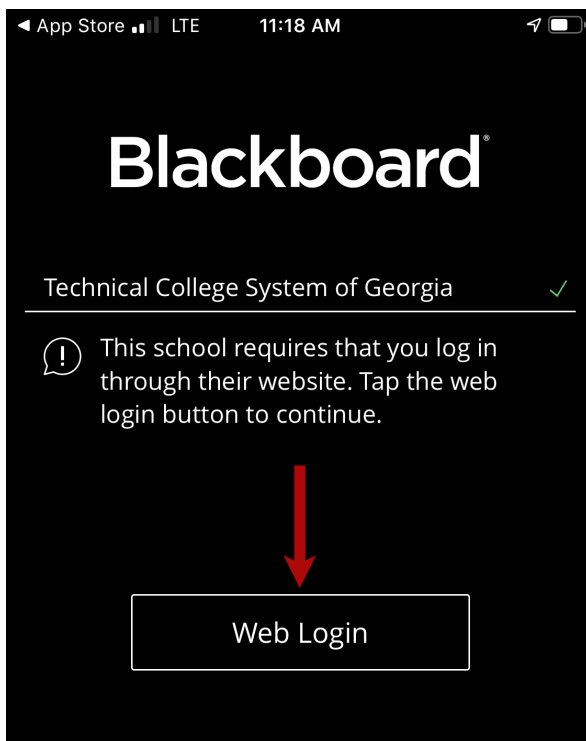 ◀ App Store LTE 11:18 AM
Blackboard®
Technical College System of Georgia
This school requires that you log in
through their website. Tap the web
login button to continue.
Web Login